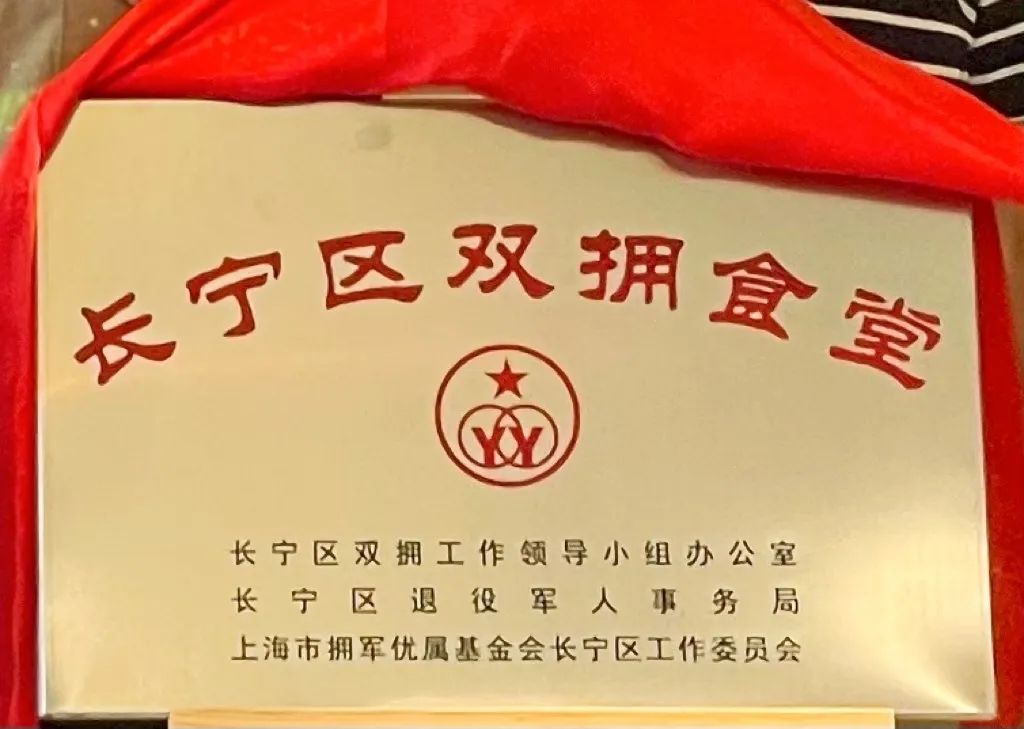 长宁区双拥食堂
YY
长宁区双拥工作领导小组办公室
长宁区退役军人事务局
上海市拥军优属基金会长宁区工作委员会